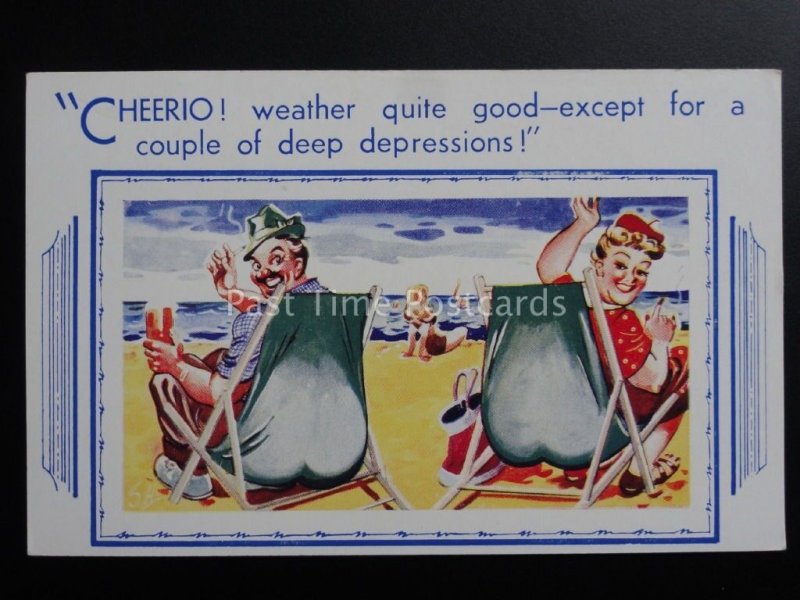 "CHEERIO! weather quite good—except for a
couple of deep depressions!"
Past Time Postcards